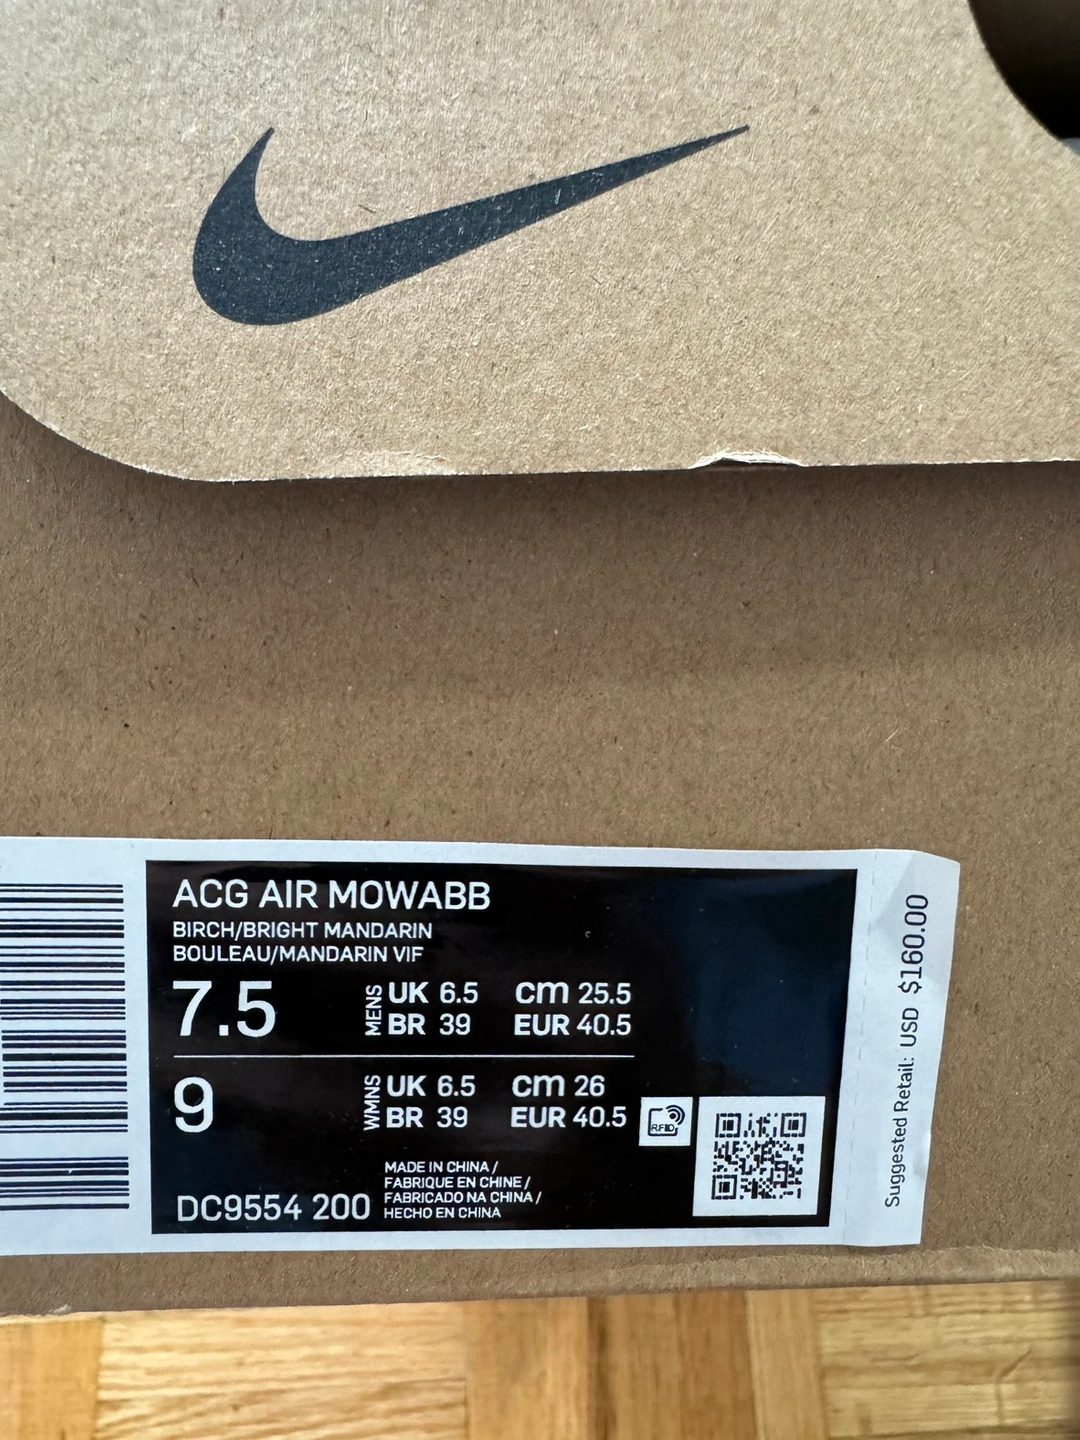 ACG AIR MOWABB
BIRCH/BRIGHT MANDARIN
BOULEAU/MANDARIN VIF
7.5 MENS UK 6.5 cm 25.5
BR 39 EUR 40.5
9 WMNS UK 6.5 cm 26
BR 39 EUR 40.5
RFID
DC9554 200
MADE IN CHINA /
FABRIQUE EN CHINE /
FABRICADO NA CHINA /
HECHO EN CHINA
Suggested Retail: USD $160.00